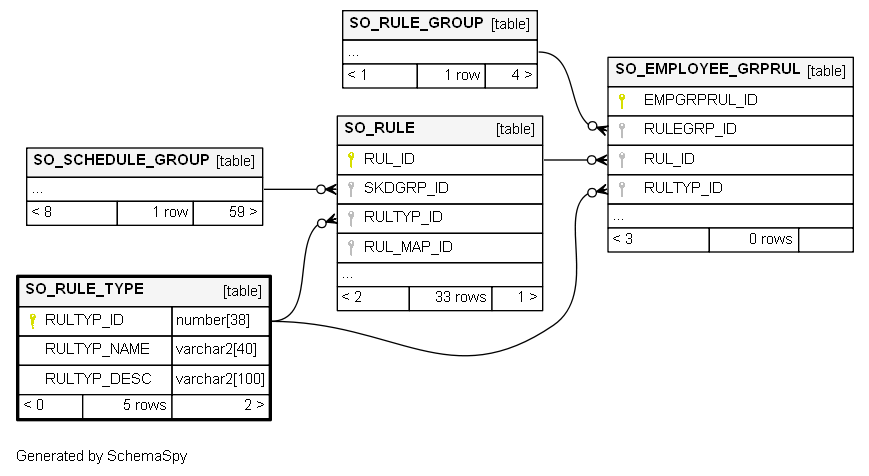 SO_RULE_GROUP [table]
...
< 1 1 row 4 >
SO_EMPLOYEE_GRPRUL [table]
EMPGRPRUL_ID
RULEGRP_ID
RUL_ID
RULTYP_ID
...
< 3 0 rows
SO_RULE [table]
RUL_ID
SKDGRP_ID
RULTYP_ID
RUL_MAP_ID
...
< 2 33 rows 1 >
SO_SCHEDULE_GROUP [table]
...
< 8 1 row 59 >
SO_RULE_TYPE [table]
RULTYP_ID number[38]
RULTYP_NAME varchar2[40]
RULTYP_DESC varchar2[100]
< 0 5 rows 2 >
Generated by SchemaSpy